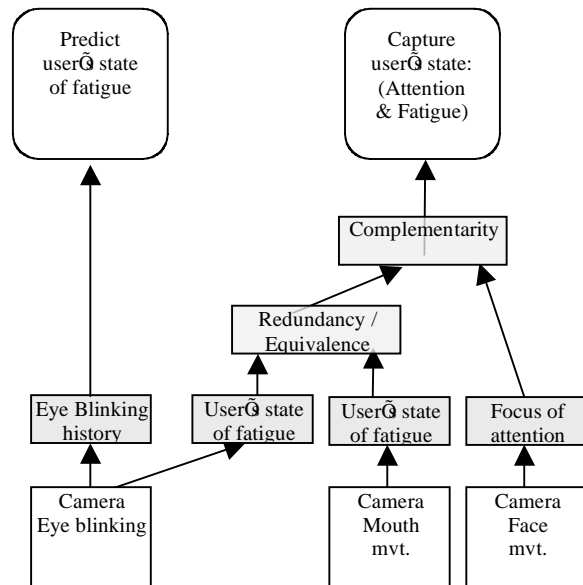 Predict
userÕs state
of fatigue
Capture
userÕs state:
(Attention
& Fatigue)
Complementarity
Redundancy /
Equivalence
Eye Blinking
history
UserÕs state
of fatigue
UserÕs state
of fatigue
Focus of
attention
Camera
Eye blinking
Camera
Mouth
mvt.
Camera
Face
mvt.